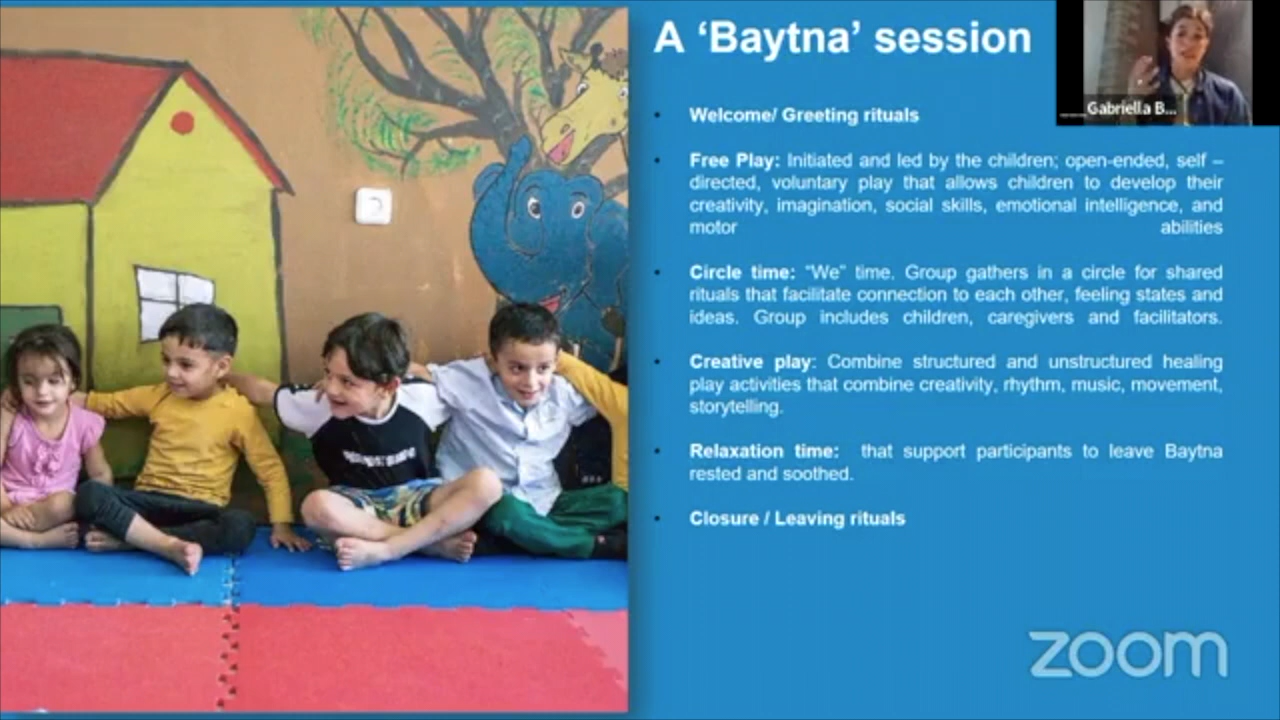 A ‘Baytna’ session
Gabriella B...
• Welcome/ Greeting rituals
• Free Play: Initiated and led by the children; open-ended, self –
directed, voluntary play that allows children to develop their
creativity, imagination, social skills, emotional intelligence, and
motor abilities
• Circle time: “We” time. Group gathers in a circle for shared
rituals that facilitate connection to each other, feeling states and
ideas. Group includes children, caregivers and facilitators.
• Creative play: Combine structured and unstructured healing
play activities that combine creativity, rhythm, music, movement,
storytelling.
• Relaxation time: that support participants to leave Baytna
rested and soothed.
• Closure / Leaving rituals
zoom